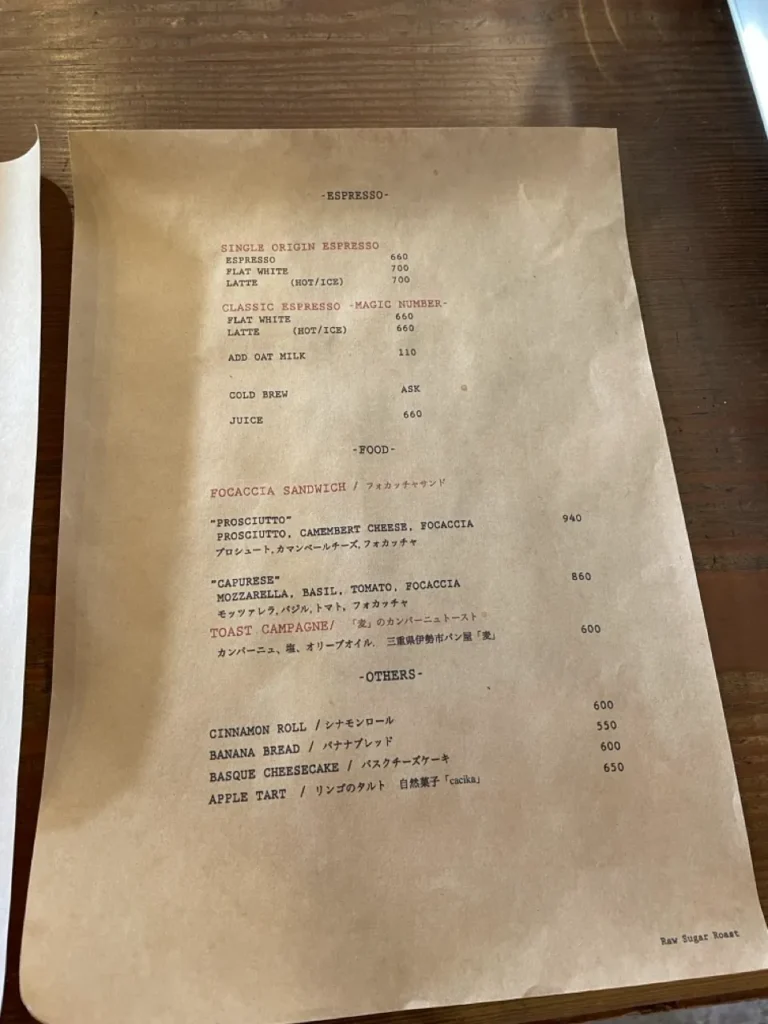 -ESPRESSO-
SINGLE ORIGIN ESPRESSO
ESPRESSO 660
FLAT WHITE 700
LATTE (HOT/ICE) 700
CLASSIC ESPRESSO -MAGIC NUMBER-
FLAT WHITE 660
LATTE (HOT/ICE) 660
ADD OAT MILK 110
COLD BREW ASK
JUICE 660
-FOOD-
FOCACCIA SANDWICH / フォカッチャサンド
"PROSCIUTTO" 940
PROSCIUTTO, CAMEMBERT CHEESE, FOCACCIA
プロシュート,カマンベールチーズ,フォカッチャ
"CAPURESE" 860
MOZZARELLA, BASIL, TOMATO, FOCACCIA
モッツァレラ,バジル,トマト, フォカッチャ
TOAST CAMPAGNE/ 「麦」のカンパーニュトースト
カンパーニュ、塩、オリーブオイル. 三重県伊勢市パン屋「麦」 600
-OTHERS-
CINNAMON ROLL /シナモンロール 600
BANANA BREAD / バナナブレッド 550
BASQUE CHEESECAKE / バスクチーズケーキ 600
APPLE TART / リンゴのタルト 自然菓子「cacika」 650
Raw Sugar Roast